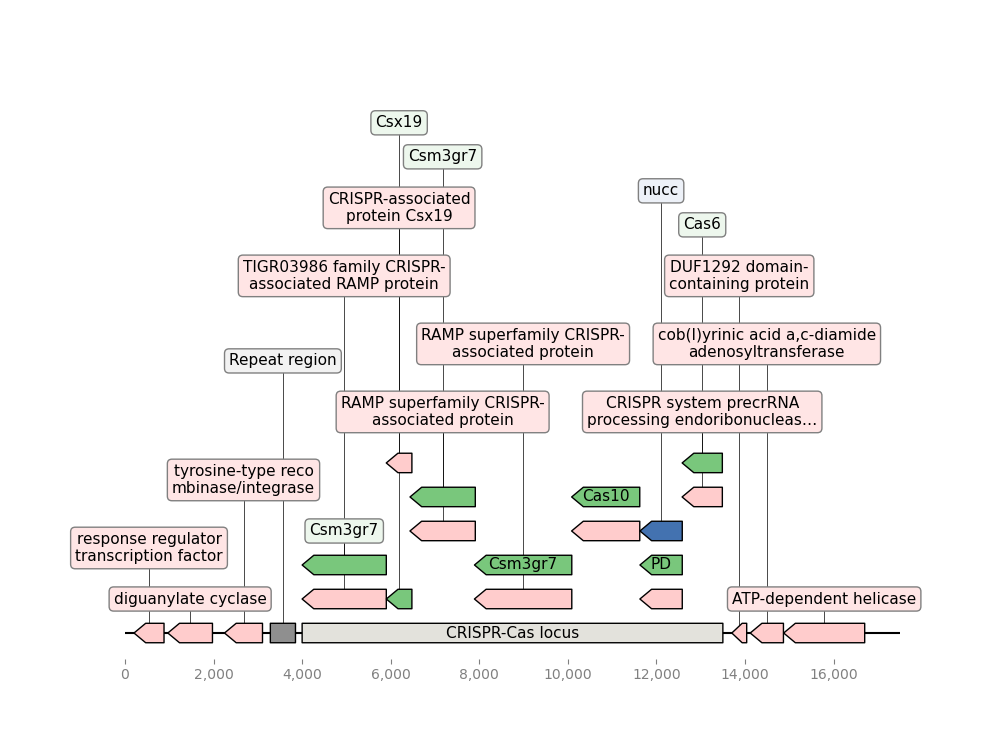 Csx19
Csm3gr7
CRISPR-associated
protein Csx19
nucc
Cas6
TIGR03986 family CRISPR-
associated RAMP protein
DUF1292 domain-
containing protein
RAMP superfamily CRISPR-
associated protein
cob(I)yrinic acid a,c-diamide
adenosyltransferase
Repeat region
RAMP superfamily CRISPR-
associated protein
CRISPR system precrRNA
processing endoribonucleas...
tyrosine-type reco
mbinase/integrase
Cas10
Csm3gr7
response regulator
transcription factor
Csm3gr7
PD
diguanylate cyclase
ATP-dependent helicase
CRISPR-Cas locus
0 2,000 4,000 6,000 8,000 10,000 12,000 14,000 16,000